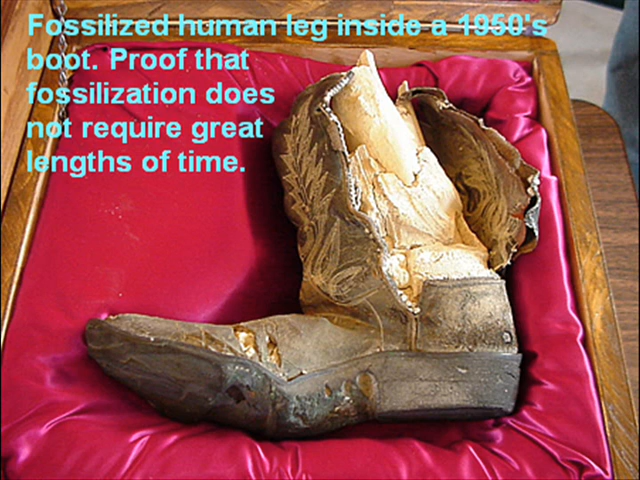 Fossilized human leg inside a 1950's
boot. Proof that
fossilization does
not require great
lengths of time.